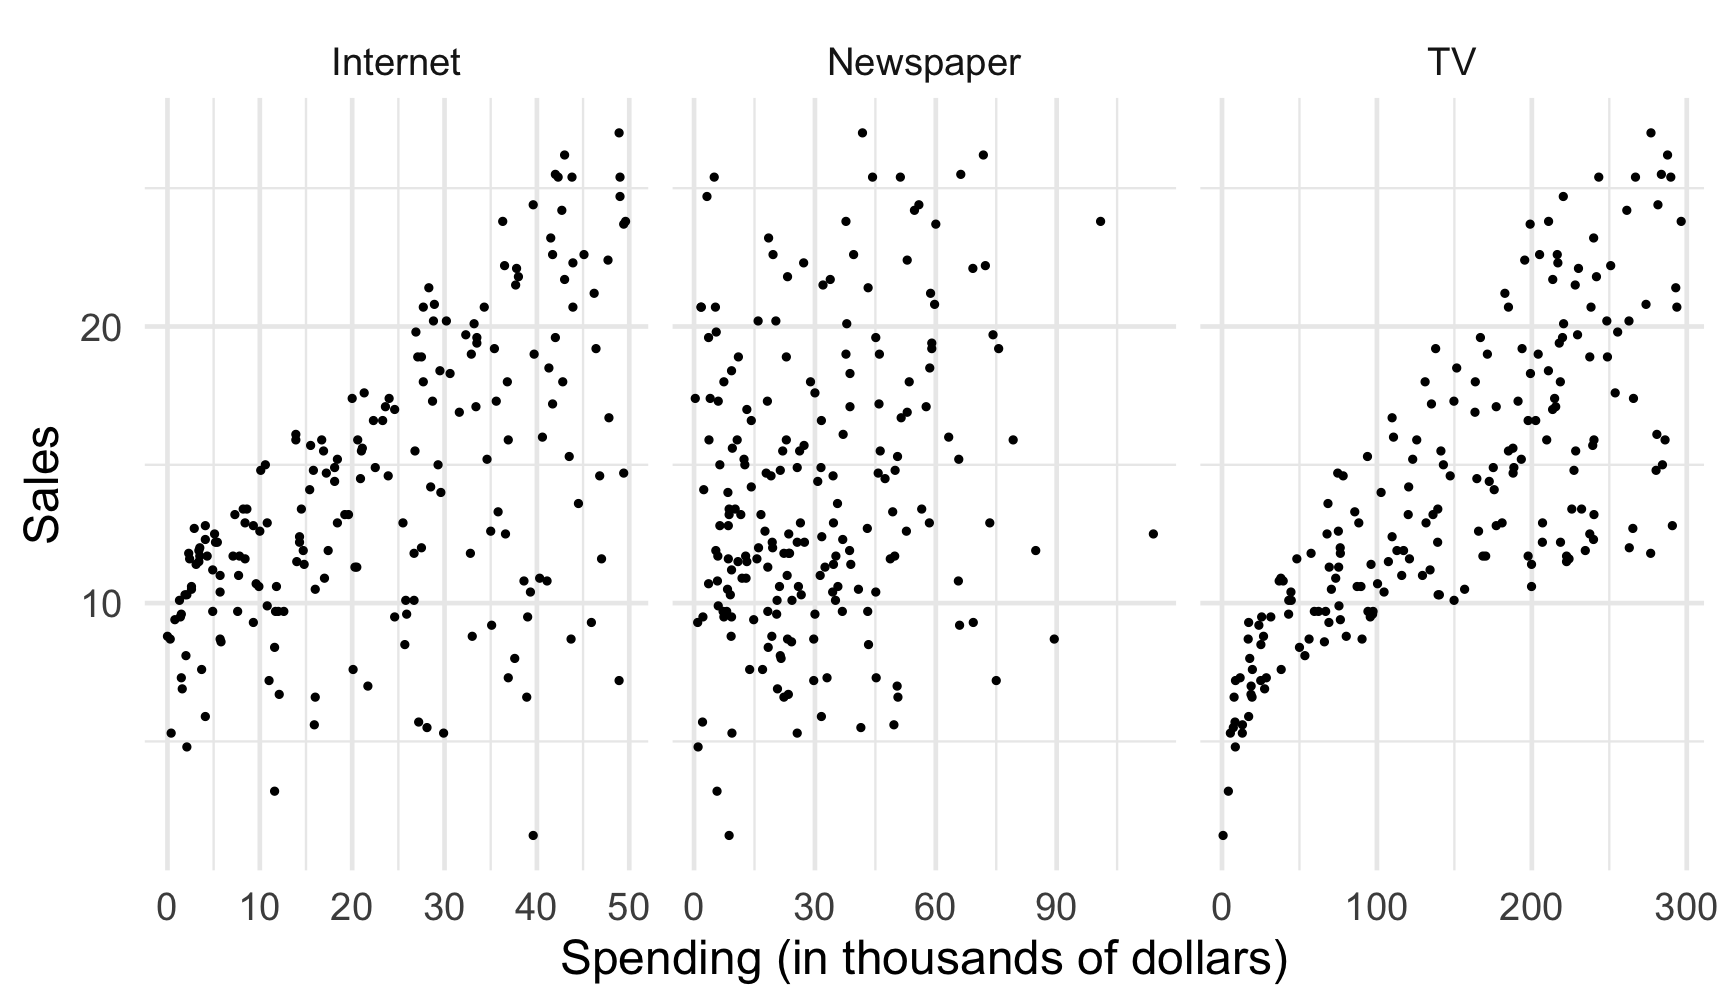 Internet Newspaper TV
Sales
20
10
0 10 20 30 40 50 0 30 60 90 0 100 200 300
Spending (in thousands of dollars)